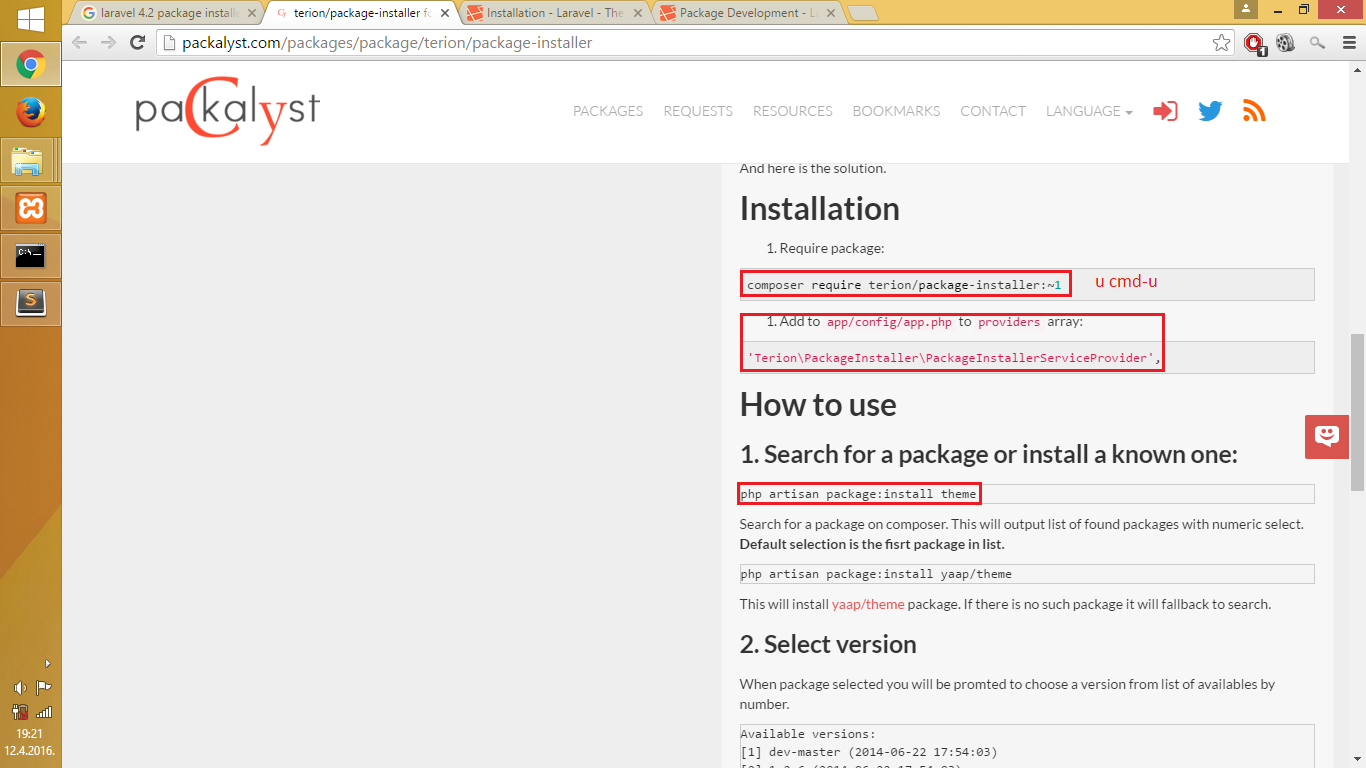 laravel 4.2 package installe
terion/package-installer fo
Installation - Laravel - The
Package Development - L
packalyst.com/packages/package/terion/package-installer
1
packalyst
PACKAGES REQUESTS RESOURCES BOOKMARKS CONTACT LANGUAGE
And here is the solution.
Installation
1. Require package:
composer require terion/package-installer:~1
u cmd-u
1. Add to app/config/app.php to providers array:
'Terion\PackageInstaller\PackageInstallerServiceProvider',
How to use
1. Search for a package or install a known one:
php artisan package:install theme
Search for a package on composer. This will output list of found packages with numeric select.
Default selection is the fisrt package in list.
php artisan package:install yaap/theme
This will install yaap/theme package. If there is no such package it will fallback to search.
2. Select version
When package selected you will be promted to choose a version from list of availables by
number.
Available versions:
[1] dev-master (2014-06-22 17:54:03)
19:21
12.4.2016.